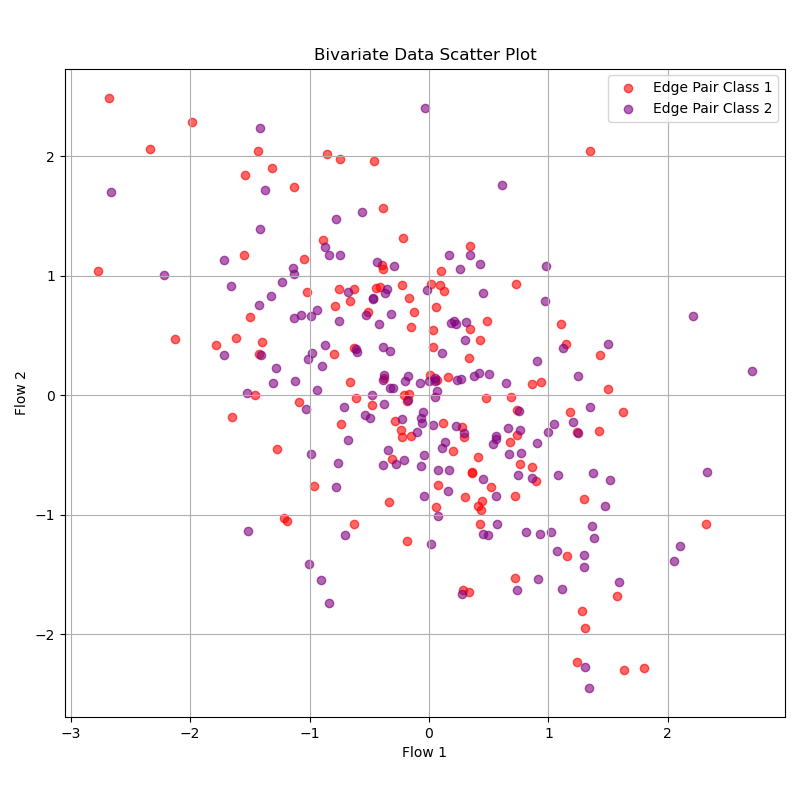 Bivariate Data Scatter Plot
Edge Pair Class 1
Edge Pair Class 2
Flow 2
2
1
0
−1
−2
−3
−2
−1
0
1
2
Flow 1